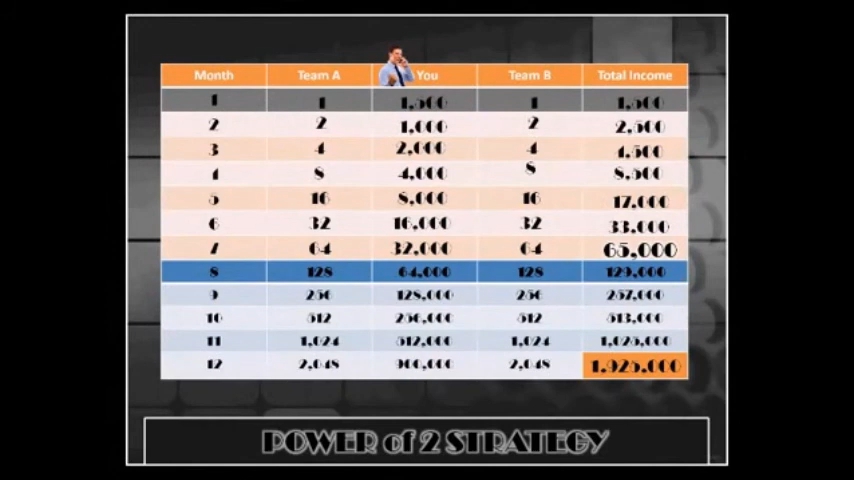 Month Team A You Team B Total Income
1 1 1,500 1 1,500
2 2 1,000 2 2,500
3 4 2,000 4 4,500
4 8 4,000 8 8,500
5 16 8,000 16 17,000
6 32 16,000 32 33,000
7 64 32,000 64 65,000
8 128 64,000 128 129,000
9 256 128,000 256 257,000
10 512 256,000 512 513,000
11 1,024 512,000 1,024 1,025,000
12 2,048 900,000 2,048 1,925,000
POWER of 2 STRATEGY